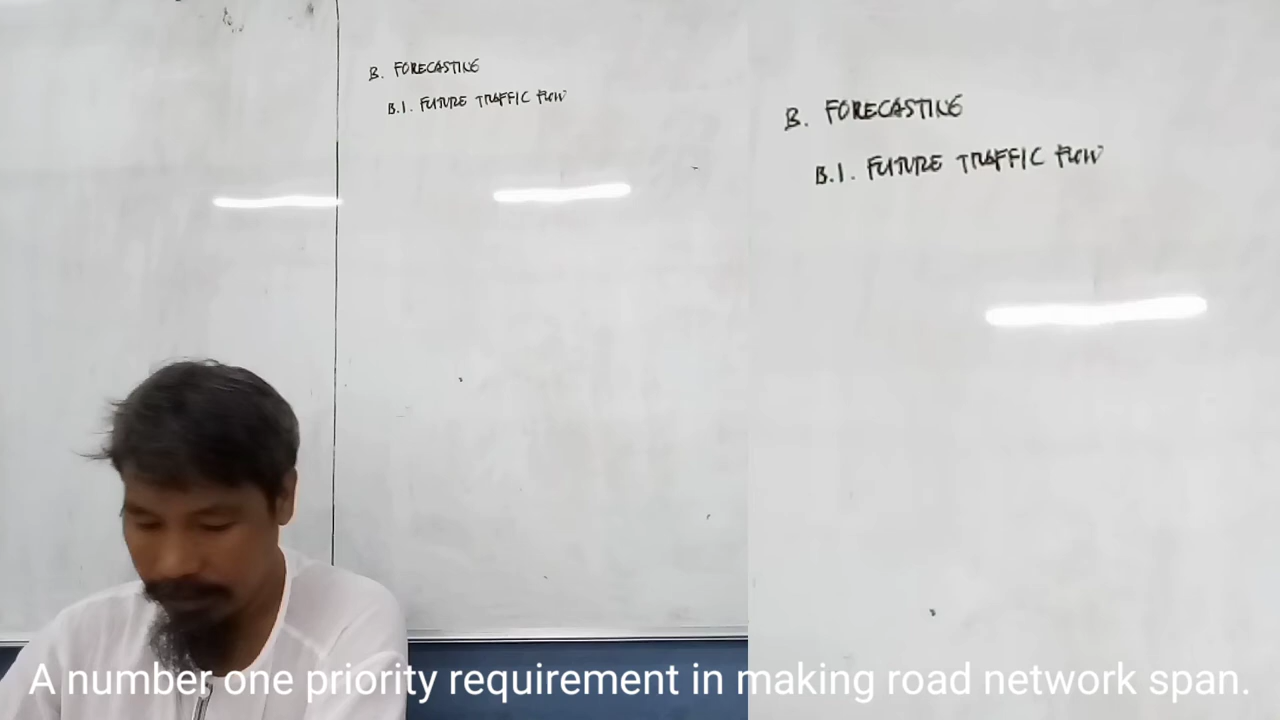 B. FORECASTING
B.1. FUTURE TRAFFIC FLOW
B. FORECASTING
B.1. FUTURE TRAFFIC FLOW
A number one priority requirement in making road network span.